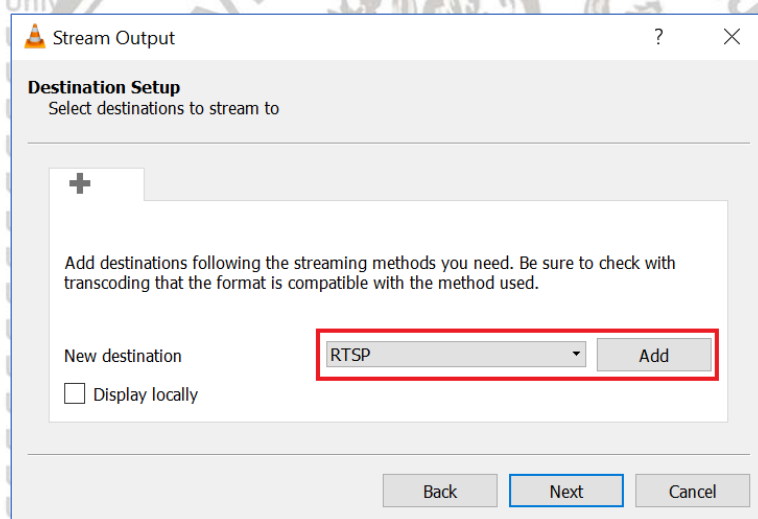 Stream Output
?
Destination Setup
Select destinations to stream to
Add destinations following the streaming methods you need. Be sure to check with
transcoding that the format is compatible with the method used.
New destination
RTSP
Add
Display locally
Back
Next
Cancel